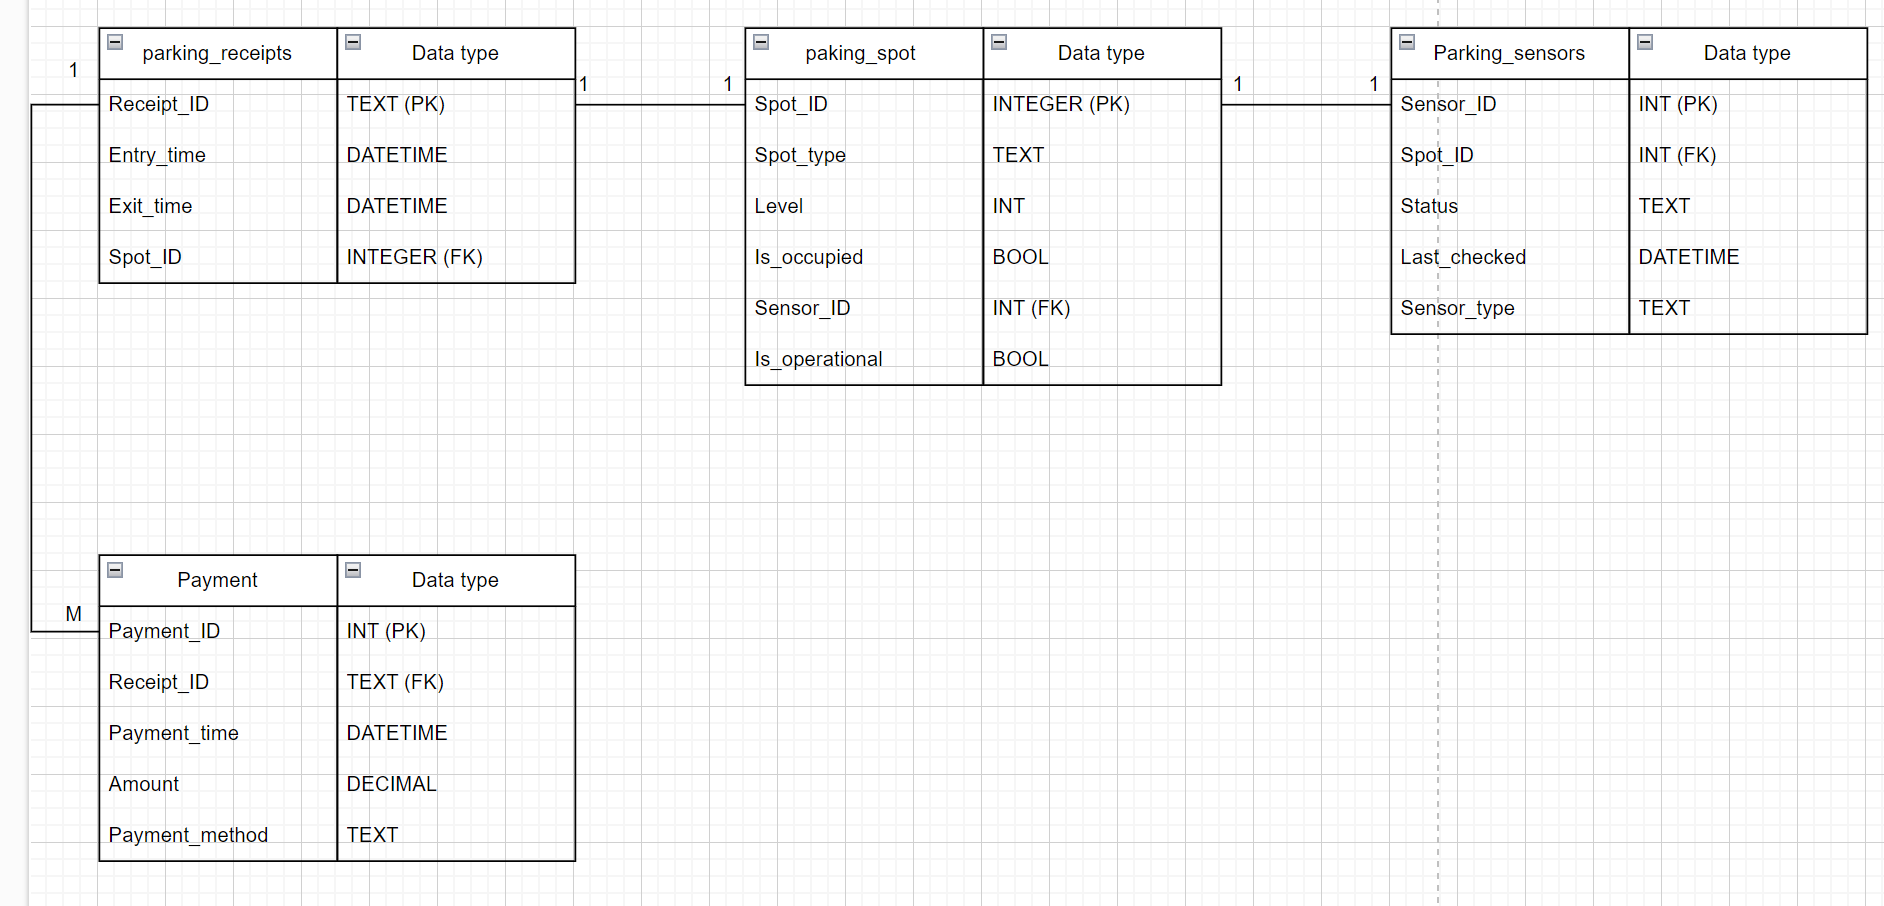 parking_receipts Data type
Receipt_ID TEXT (PK)
Entry_time DATETIME
Exit_time DATETIME
Spot_ID INTEGER (FK)
1
1
1
paking_spot Data type
Spot_ID INTEGER (PK)
Spot_type TEXT
Level INT
Is_occupied BOOL
Sensor_ID INT (FK)
Is_operational BOOL
1
1
Parking_sensors Data type
Sensor_ID INT (PK)
Spot_ID INT (FK)
Status TEXT
Last_checked DATETIME
Sensor_type TEXT
M
Payment Data type
Payment_ID INT (PK)
Receipt_ID TEXT (FK)
Payment_time DATETIME
Amount DECIMAL
Payment_method TEXT